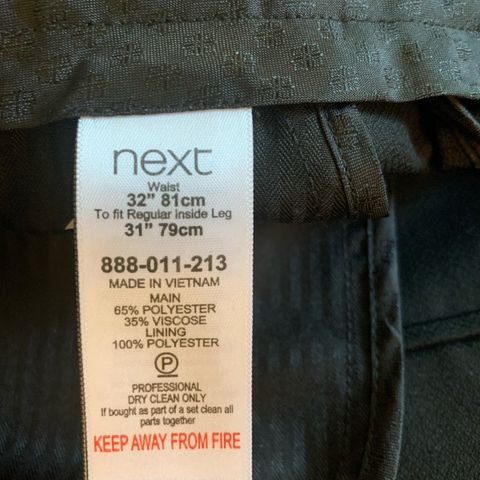 next
Waist
32” 81cm
To fit Regular Inside Leg
31” 79cm
888-011-213
MADE IN VIETNAM
MAIN
65% POLYESTER
35% VISCOSE
LINING
100% POLYESTER
P
PROFESSIONAL
DRY CLEAN ONLY
If bought as part of a set clean all
parts together
KEEP AWAY FROM FIRE